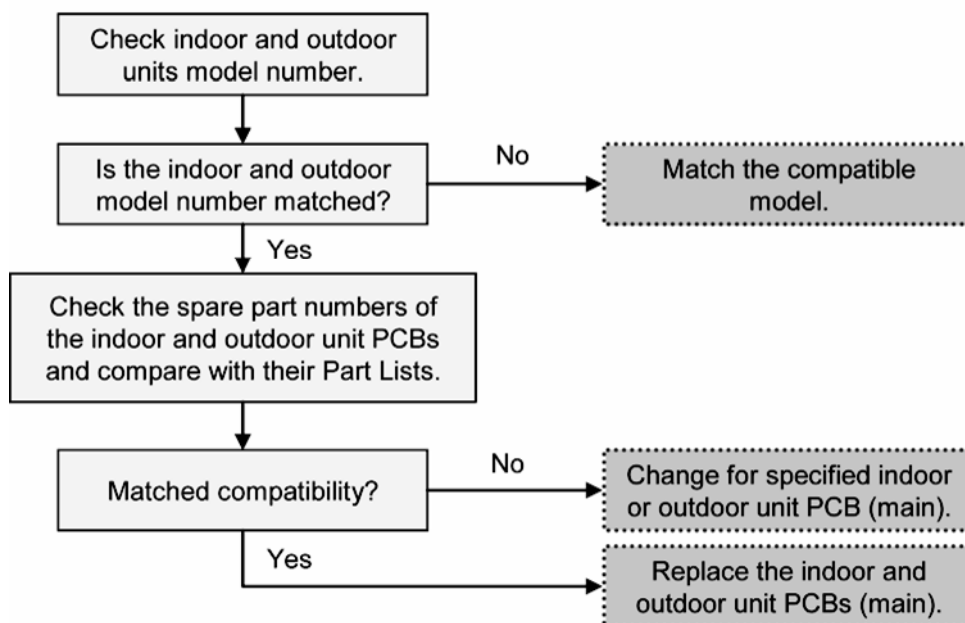 Check indoor and outdoor
units model number.
Is the indoor and outdoor
model number matched?
No
Match the compatible
model.
Yes
Check the spare part numbers of
the indoor and outdoor unit PCBs
and compare with their Part Lists.
Matched compatibility?
No
Change for specified indoor
or outdoor unit PCB (main).
Yes
Replace the indoor and
outdoor unit PCBs (main).